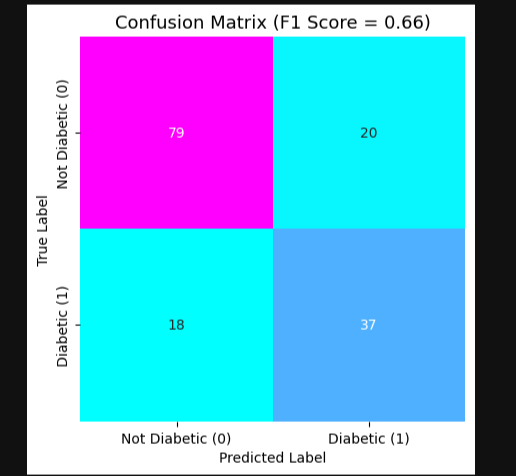 Confusion Matrix (F1 Score = 0.66)
True Label
Not Diabetic (0)
79
20
Diabetic (1)
18
37
Not Diabetic (0)
Diabetic (1)
Predicted Label